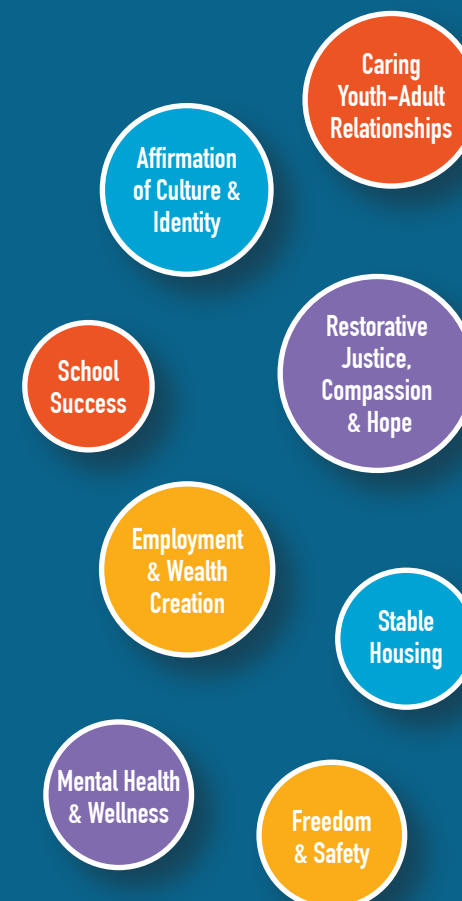 Caring
Youth-Adult
Relationships
Affirmation
of Culture &
Identity
Restorative
Justice,
Compassion
& Hope
School
Success
Employment
& Wealth
Creation
Stable
Housing
Mental Health
& Wellness
Freedom
& Safety